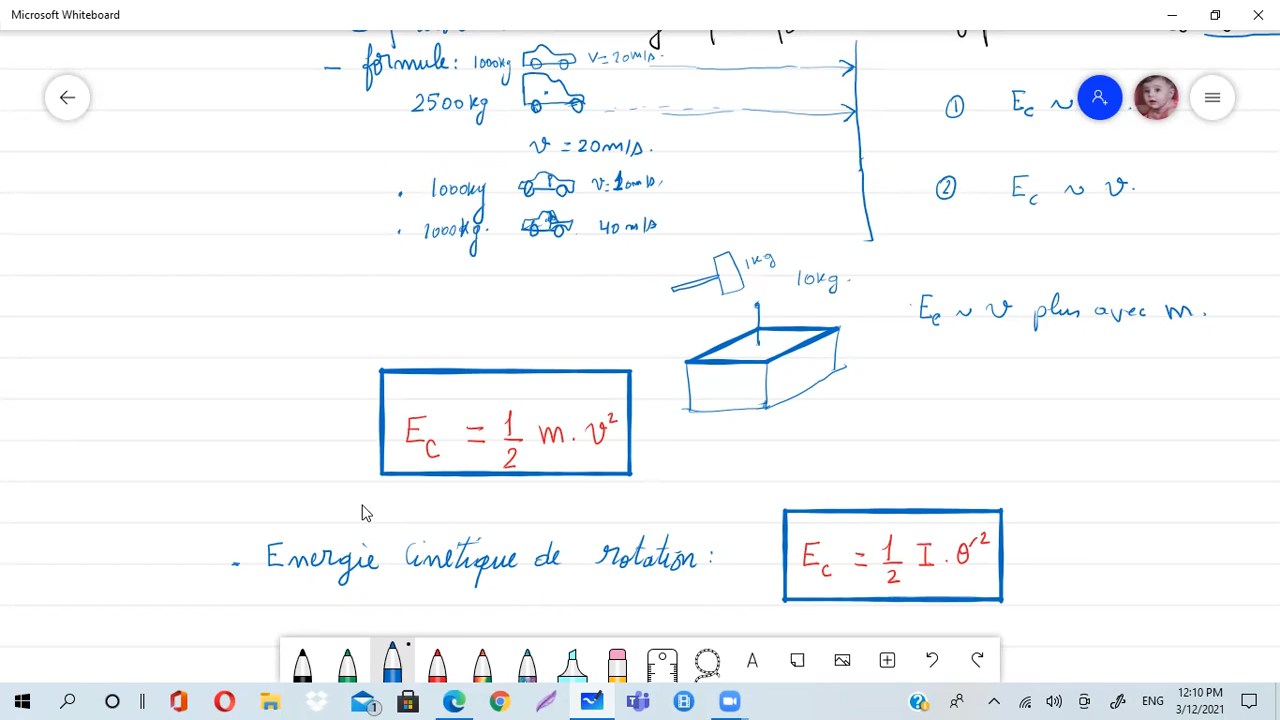 Microsoft Whiteboard
- formule: 1000kg v=20m/s.
2500kg
① Ec ~
v = 20m/s.
. 1000kg v=10m/s.
② Ec ~ v.
. 1000kg. 40m/s
1kg
10kg.
Ec ~ v plus avec m.
Ec = 1/2 m.v²
. Energie Cinetique de rotation : Ec = 1/2 I.θ'²
A
1
ENG
12:10 PM
3/12/2021